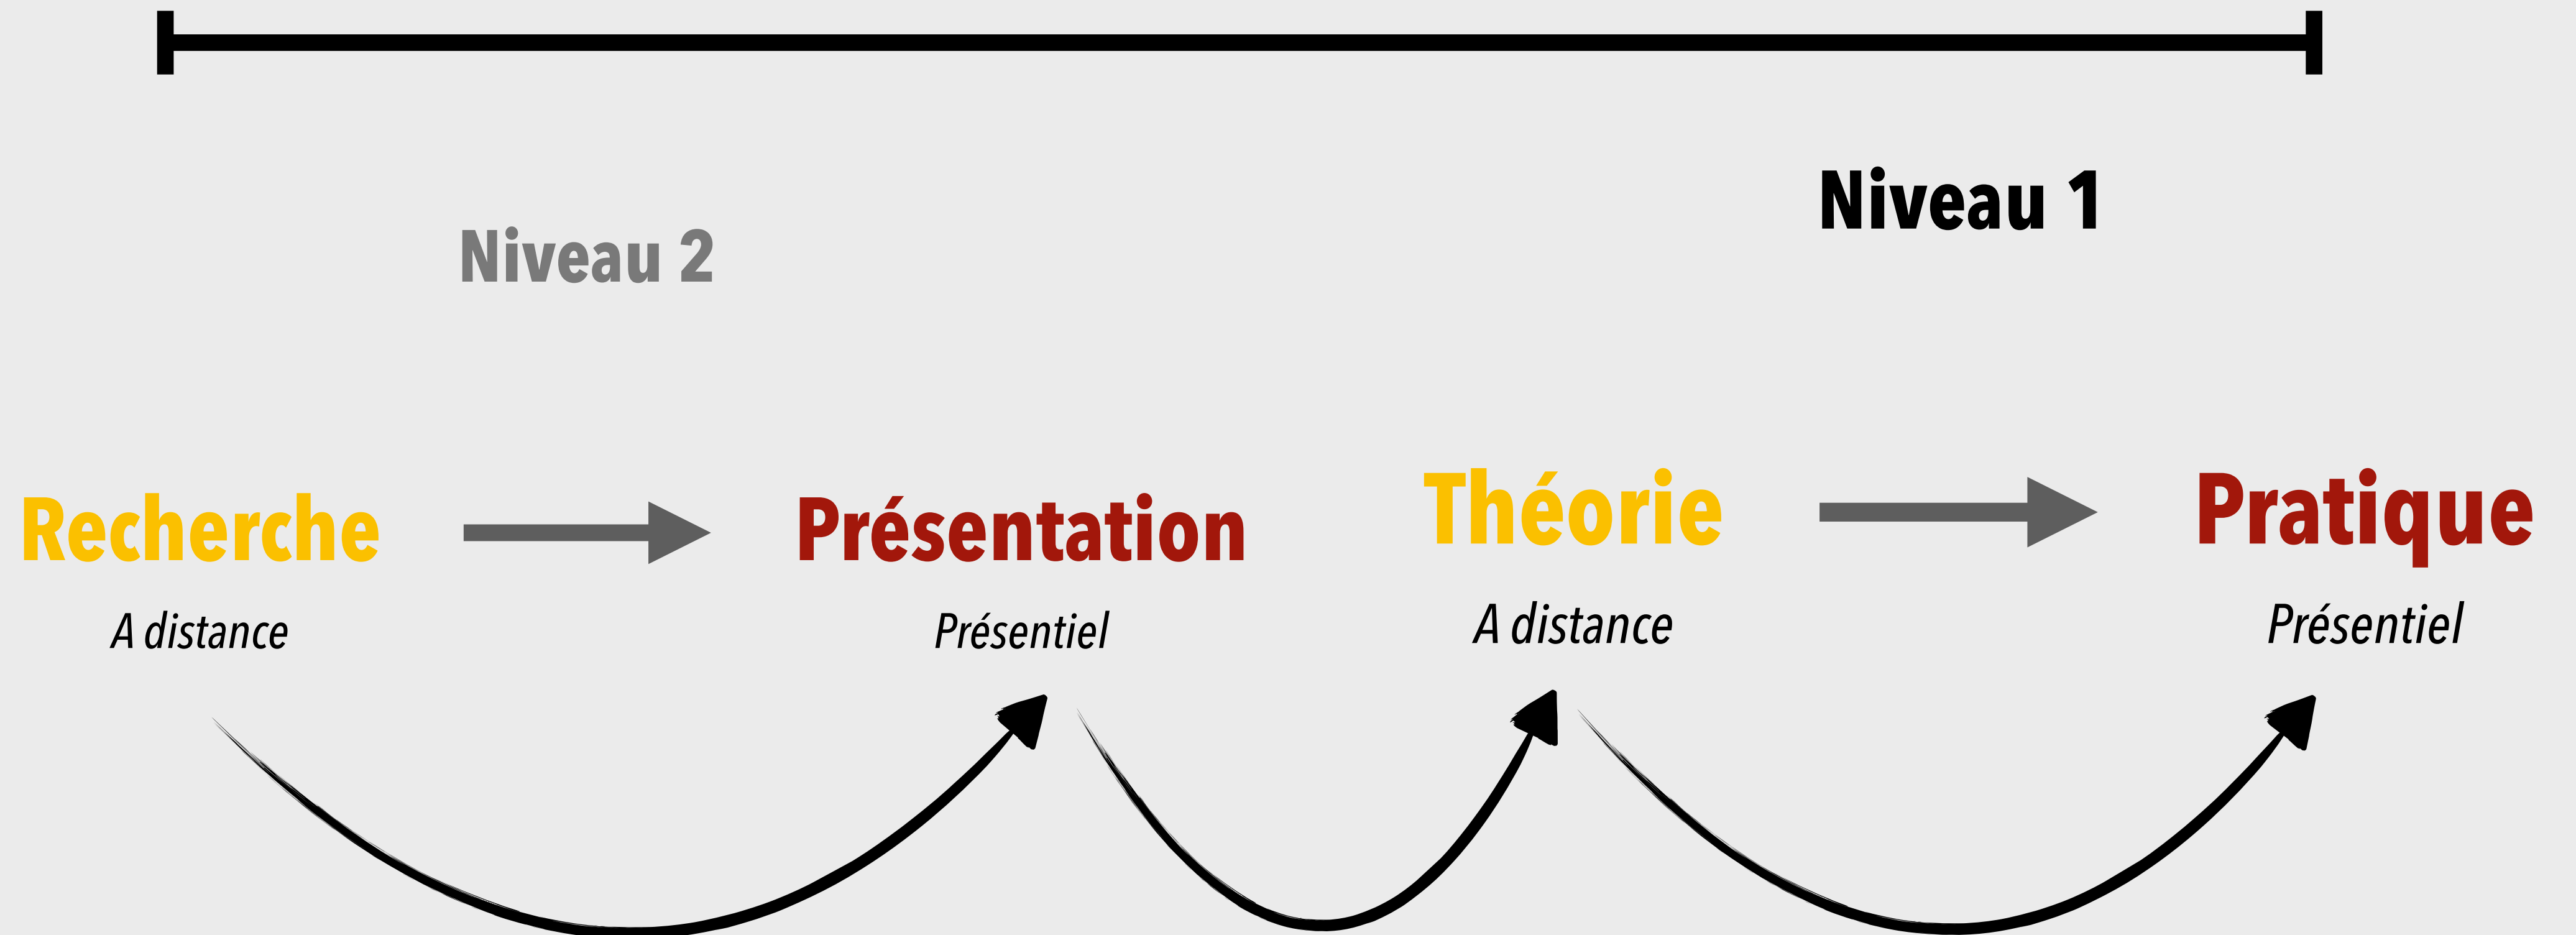 Niveau 1
Niveau 2
Recherche
Présentation
Théorie
Pratique
A distance
Présentiel
A distance
Présentiel